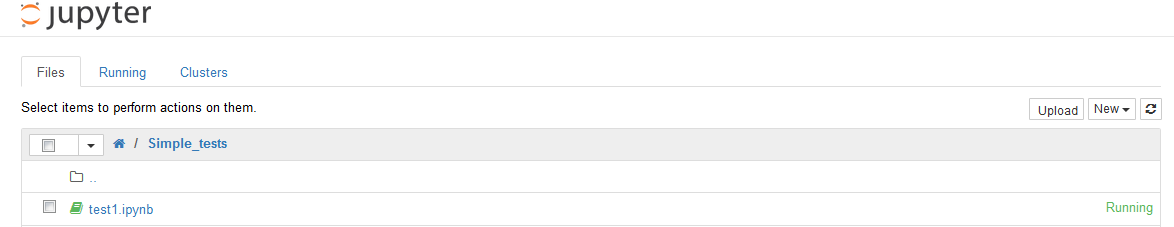 jupyter
Files Running Clusters
Select items to perform actions on them.
Upload New
/ Simple_tests
..
test1.ipynb Running